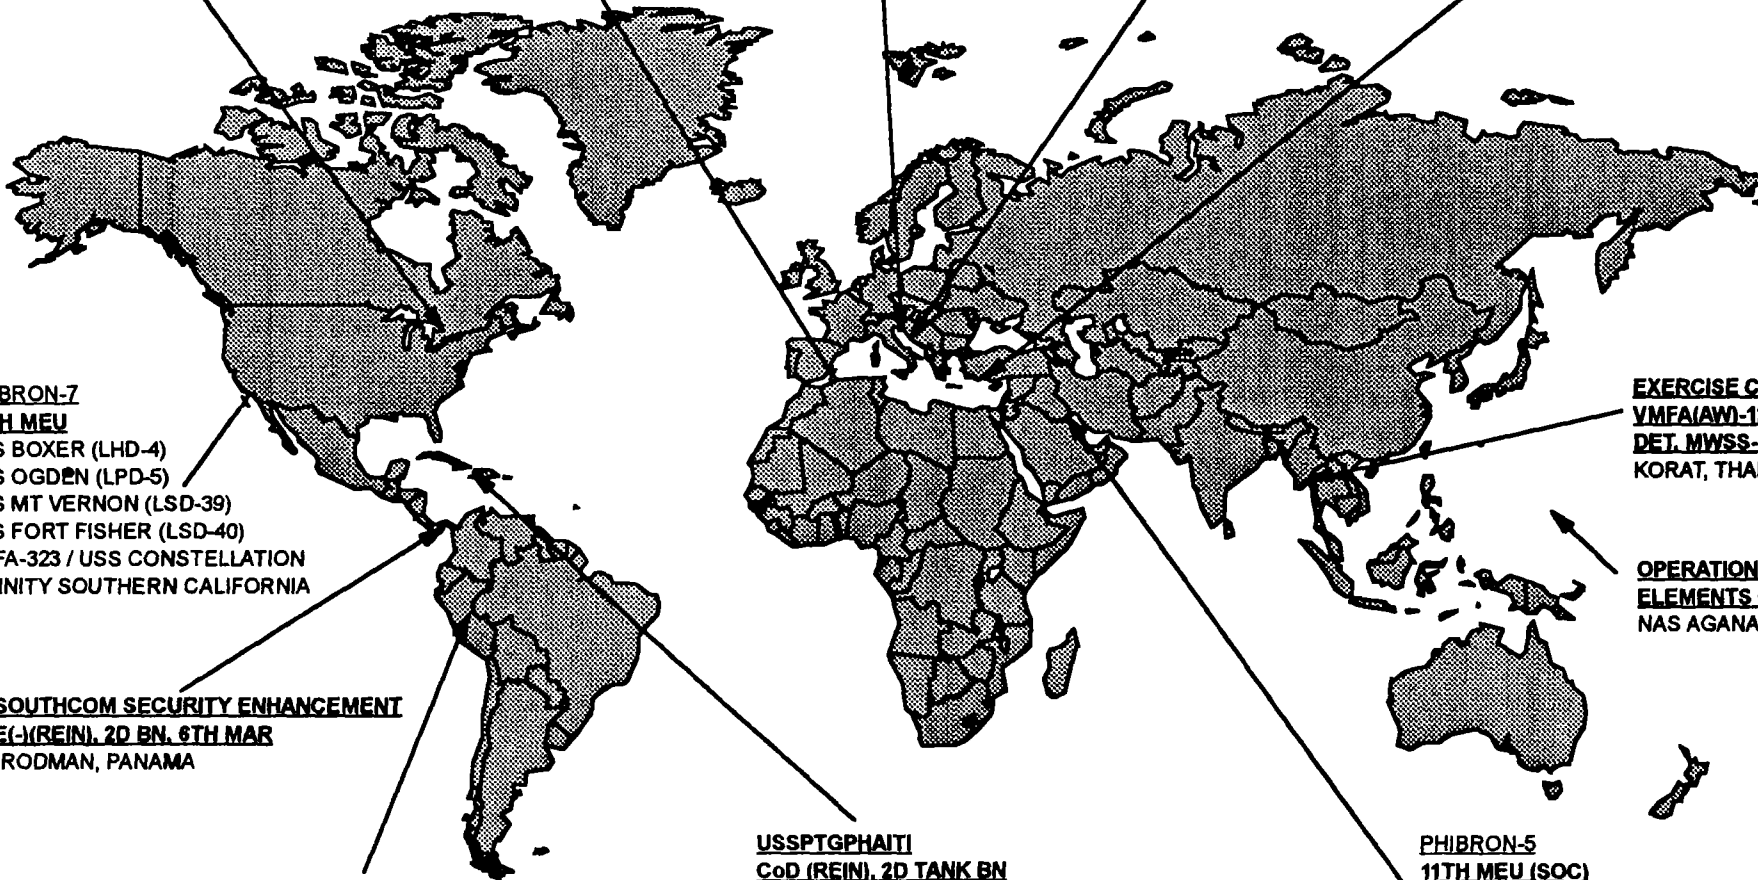 BRON-7
H MEU
S BOXER (LHD-4)
S OGDEN (LPD-5)
S MT VERNON (LSD-39)
S FORT FISHER (LSD-40)
FA-323 / USS CONSTELLATION
INITY SOUTHERN CALIFORNIA
SOUTHCOM SECURITY ENHANCEMENT
E(-)(REIN), 2D BN, 6TH MAR
RODMAN, PANAMA
USSPTGPHAITI
CoD (REIN), 2D TANK BN
PHIBRON-5
11TH MEU (SOC)
EXERCISE C
VMFA(AW)-1
DET, MWSS-
KORAT, THA
OPERATION
ELEMENTS
NAS AGANA